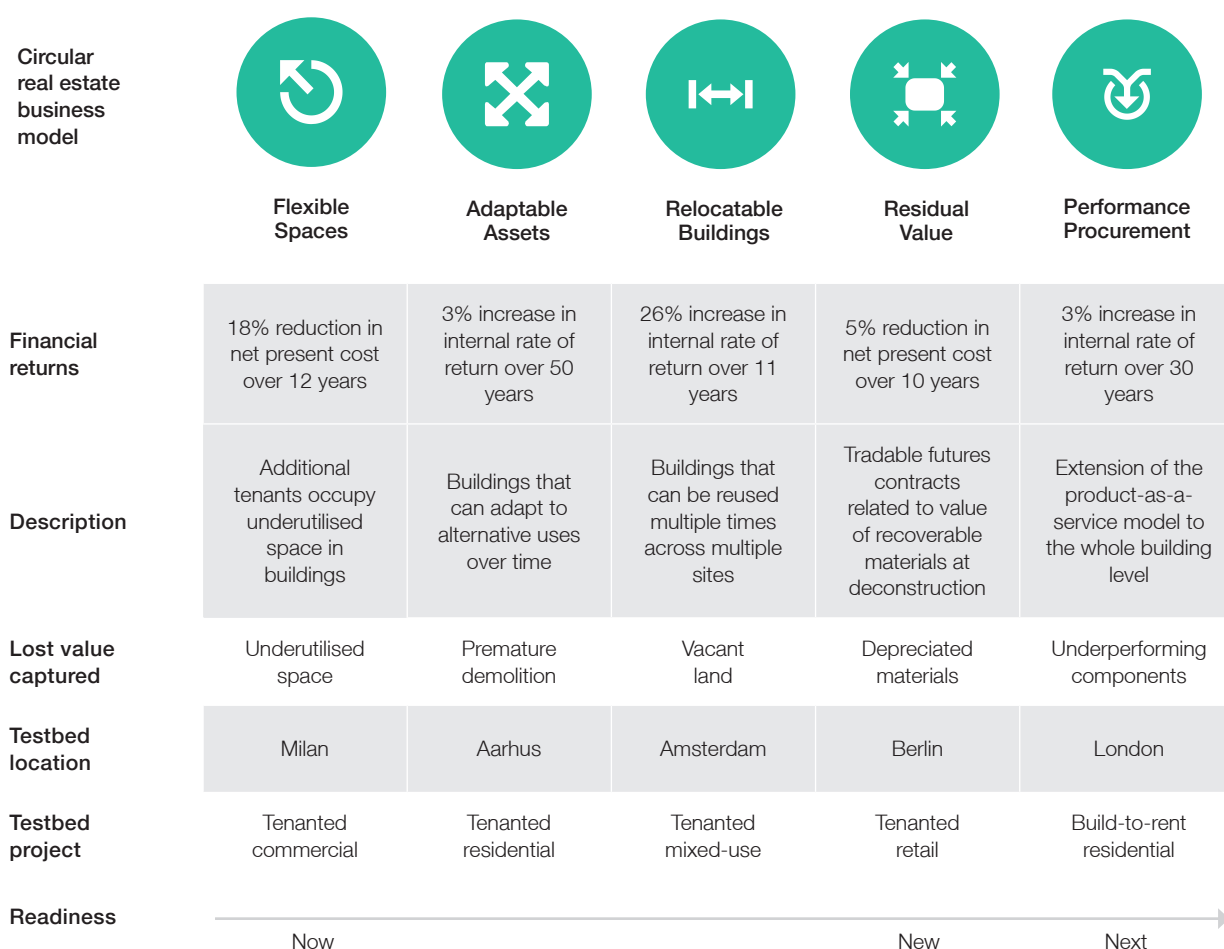 Circular
real estate
business
model
Flexible
Spaces
Adaptable
Assets
Relocatable
Buildings
Residual
Value
Performance
Procurement
Financial
returns
18% reduction in
net present cost
over 12 years
3% increase in
internal rate of
return over 50
years
26% increase in
internal rate of
return over 11
years
5% reduction in
net present cost
over 10 years
3% increase in
internal rate of
return over 30
years
Description
Additional
tenants occupy
underutilised
space in
buildings
Buildings that
can adapt to
alternative uses
over time
Buildings that
can be reused
multiple times
across multiple
sites
Tradable futures
contracts
related to value
of recoverable
materials at
deconstruction
Extension of the
product-as-a-
service model to
the whole building
level
Lost value
captured
Underutilised
space
Premature
demolition
Vacant
land
Depreciated
materials
Underperforming
components
Testbed
location
Milan
Aarhus
Amsterdam
Berlin
London
Testbed
project
Tenanted
commercial
Tenanted
residential
Tenanted
mixed-use
Tenanted
retail
Build-to-rent
residential
Readiness
Now
New
Next